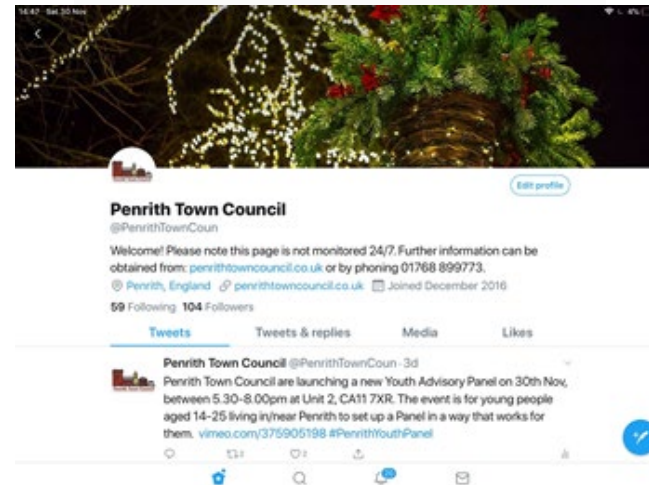 14:47 Sat 30 Nov
4%
Edit profile
Penrith Town Council
@PenrithTownCoun
Welcome! Please note this page is not monitored 24/7. Further information can be
obtained from: penrithtowncouncil.co.uk or by phoning 01768 899773.
Penrith, England penrithtowncouncil.co.uk Joined December 2016
59 Following 104 Followers
Tweets Tweets & replies Media Likes
Penrith Town Council @PenrithTownCoun · 3d
Penrith Town Council are launching a new Youth Advisory Panel on 30th Nov,
between 5.30-8.00pm at Unit 2, CA11 7XR. The event is for young people
aged 14-25 living in/near Penrith to set up a Panel in a way that works for
them. vimeo.com/375905198 #PenrithYouthPanel